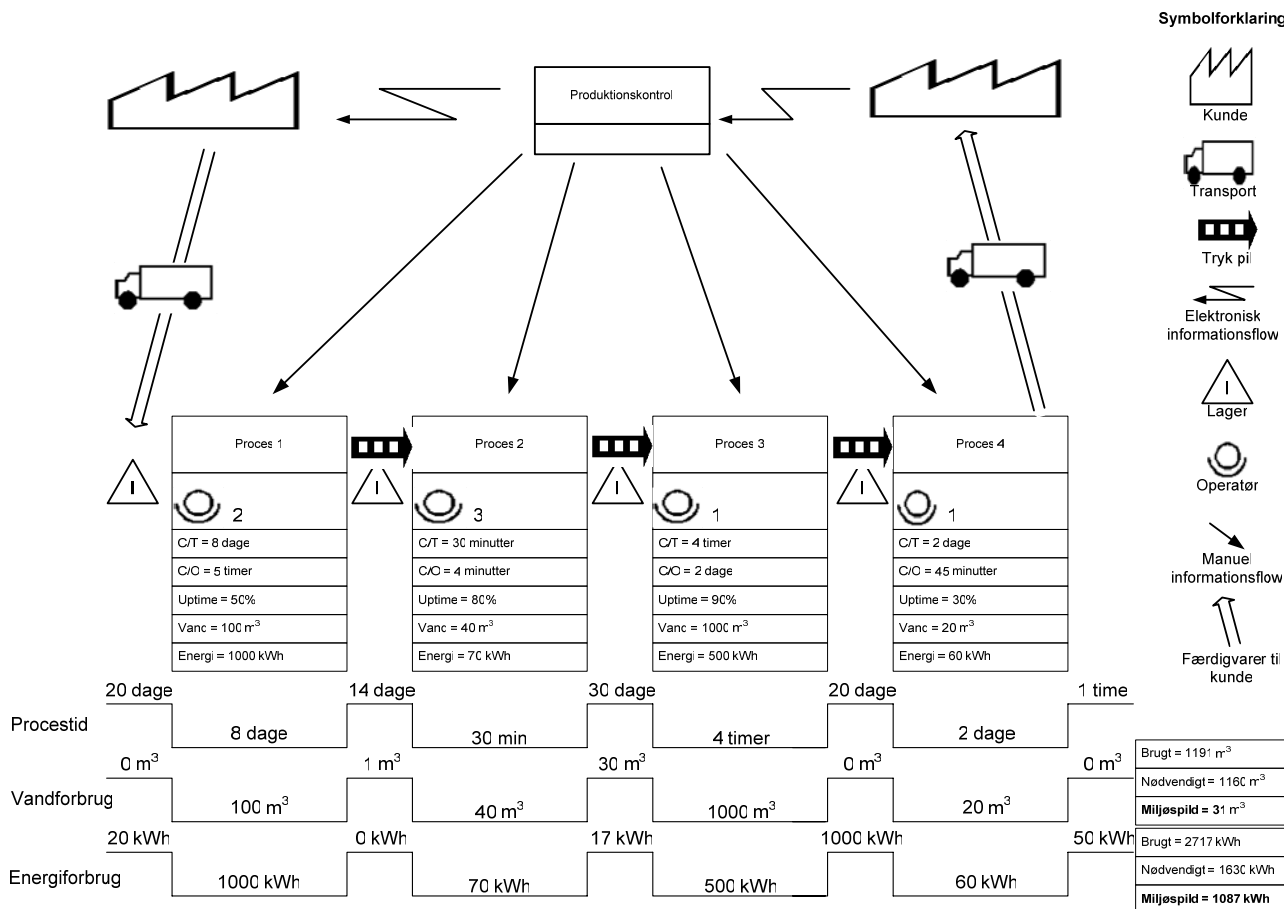 Symbolforklaring
Kunde
Transport
Tryk pil
Elektronisk
informationsflow
I
Lager
Operatør
Manuel
informationsflow
Færdigvarer til
kunde
Produktionskontrol
I
I
I
I
Proces 1
2
C/T = 8 dage
C/O = 5 timer
Uptime = 50%
Vand = 100 m³
Energi = 1000 kWh
Proces 2
3
C/T = 30 minutter
C/O = 4 minutter
Uptime = 80%
Vand = 40 m³
Energi = 70 kWh
Proces 3
1
C/T = 4 timer
C/O = 2 dage
Uptime = 90%
Vand = 1000 m³
Energi = 500 kWh
Proces 4
1
C/T = 2 dage
C/O = 45 minutter
Uptime = 30%
Vand = 20 m³
Energi = 60 kWh
20 dage 14 dage 30 dage 20 dage 1 time
Procestid
8 dage 30 min 4 timer 2 dage
0 m³ 1 m³ 30 m³ 0 m³ 0 m³
Vandforbrug
100 m³ 40 m³ 1000 m³ 20 m³
20 kWh 0 kWh 17 kWh 1000 kWh 50 kWh
Energiforbrug
1000 kWh 70 kWh 500 kWh 60 kWh
Brugt = 1191 m³
Nødvendigt = 1160 m³
Miljøspild = 31 m³
Brugt = 2717 kWh
Nødvendigt = 1630 kWh
Miljøspild = 1087 kWh